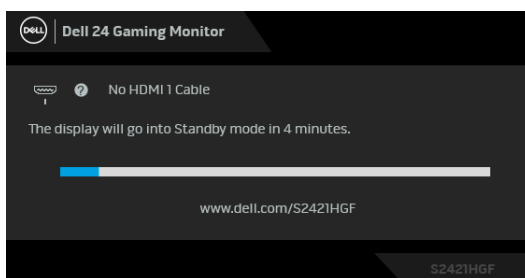 DELL
Dell 24 Gaming Monitor
No HDMI 1 Cable
The display will go into Standby mode in 4 minutes.
www.dell.com/S2421HGF
S2421HGF